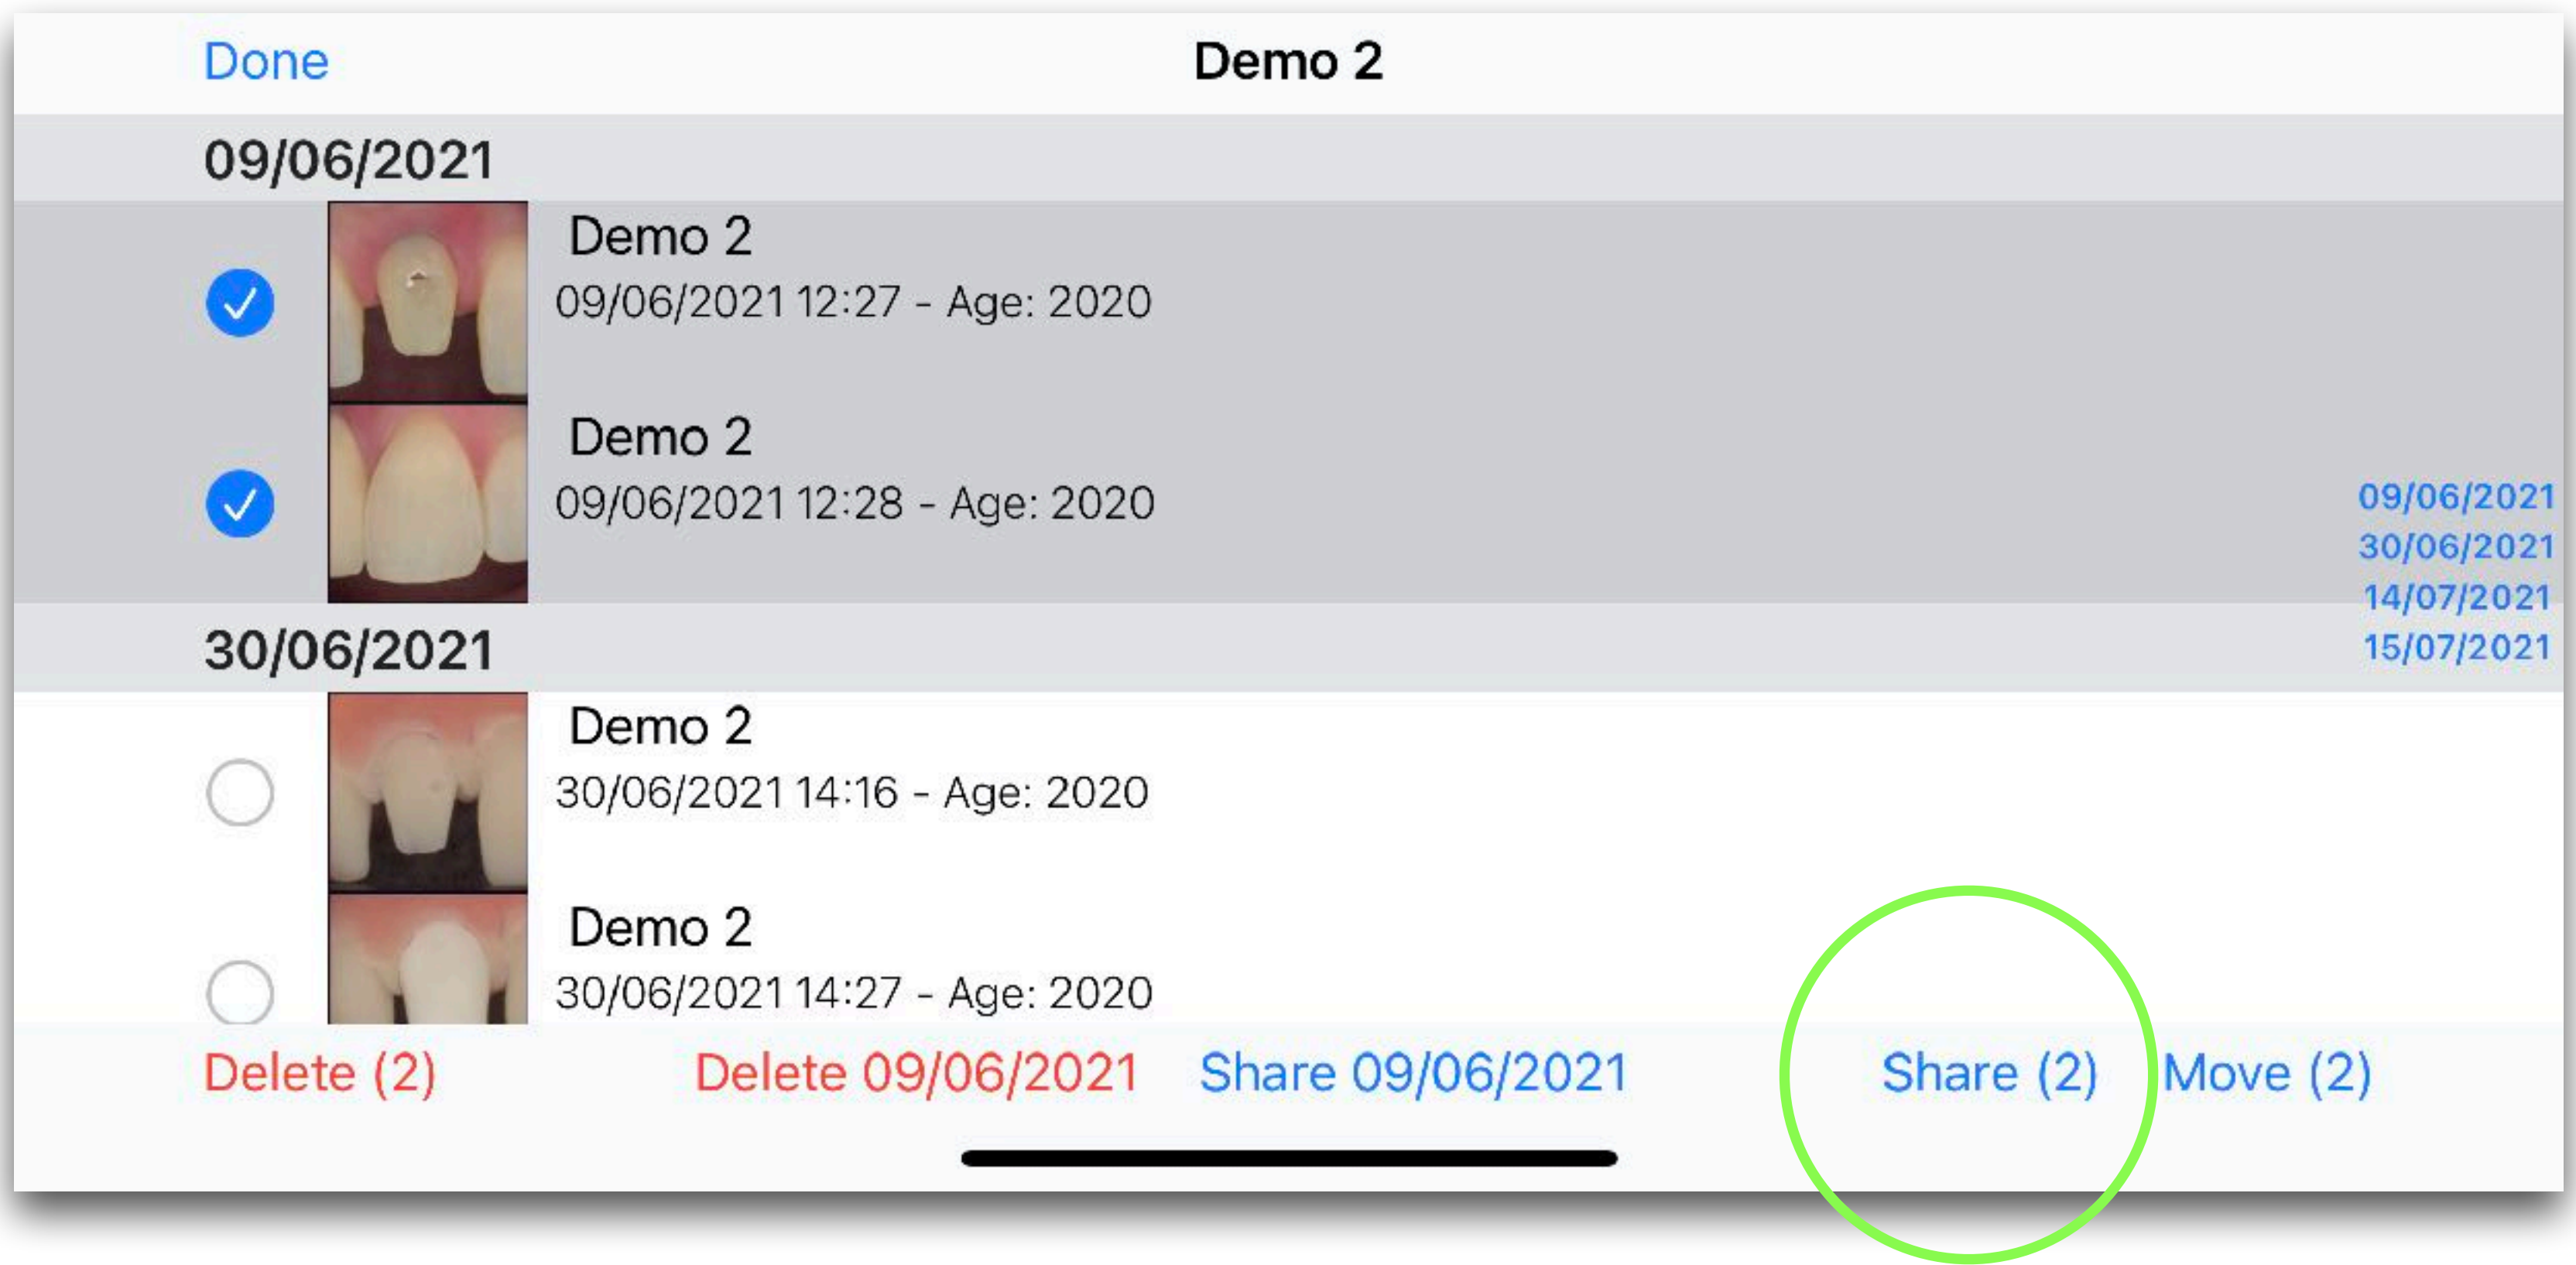 Done
Demo 2
09/06/2021
Demo 2
09/06/2021 12:27 - Age: 2020
Demo 2
09/06/2021 12:28 - Age: 2020
09/06/2021
30/06/2021
14/07/2021
15/07/2021
30/06/2021
Demo 2
30/06/2021 14:16 - Age: 2020
Demo 2
30/06/2021 14:27 - Age: 2020
Delete (2)
Delete 09/06/2021
Share 09/06/2021
Share (2)
Move (2)